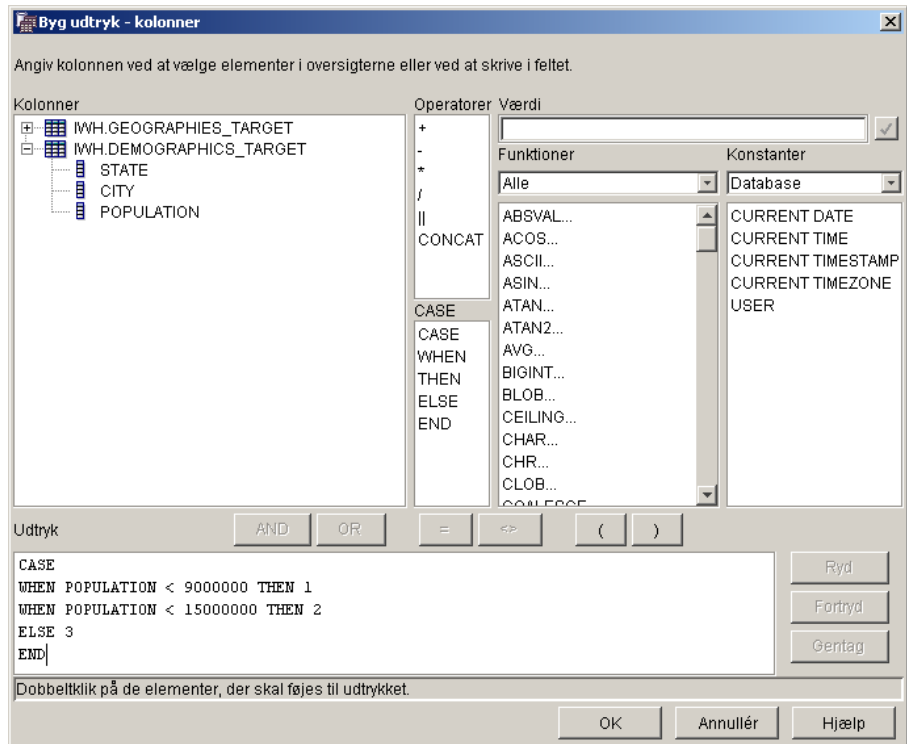 Byg udtryk - kolonner
Angiv kolonnen ved at vælge elementer i oversigterne eller ved at skrive i feltet.
Kolonner
IWH.GEOGRAPHIES_TARGET
IWH.DEMOGRAPHICS_TARGET
STATE
CITY
POPULATION
Operatorer
+
-
*
/
||
CONCAT
CASE
CASE
WHEN
THEN
ELSE
END
Værdi
Funktioner
Alle
ABSVAL...
ACOS...
ASCII...
ASIN...
ATAN...
ATAN2...
AVG...
BIGINT...
BLOB...
CEILING...
CHAR...
CHR...
CLOB...
COALESCE
Konstanter
Database
CURRENT DATE
CURRENT TIME
CURRENT TIMESTAMP
CURRENT TIMEZONE
USER
Udtryk
AND
OR
=
<>
(
)
CASE
WHEN POPULATION < 9000000 THEN 1
WHEN POPULATION < 15000000 THEN 2
ELSE 3
END
Ryd
Fortryd
Gentag
Dobbeltklik på de elementer, der skal føjes til udtrykket.
OK
Annullér
Hjælp